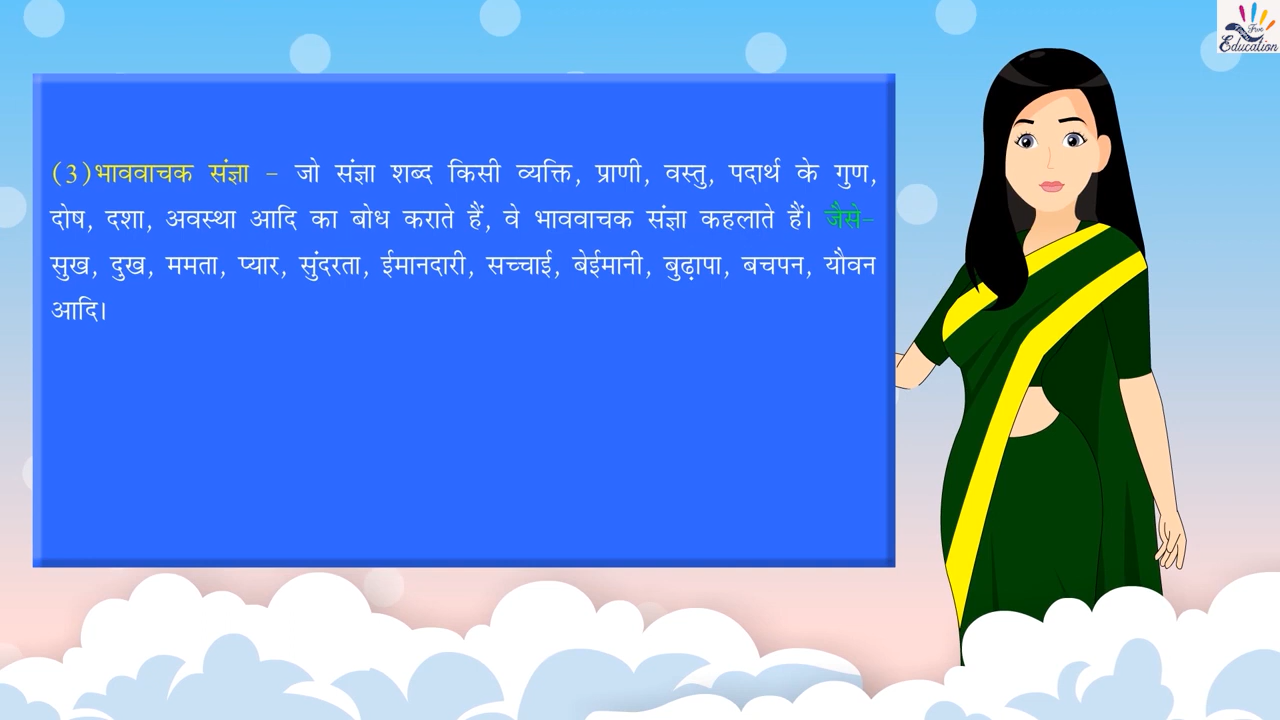 (3)भाववाचक संज्ञा - जो संज्ञा शब्द किसी व्यक्ति, प्राणी, वस्तु, पदार्थ के गुण,
दोष, दशा, अवस्था आदि का बोध कराते हैं, वे भाववाचक संज्ञा कहलाते हैं। जैसे-
सुख, दुख, ममता, प्यार, सुंदरता, ईमानदारी, सच्चाई, बेईमानी, बुढ़ापा, बचपन, यौवन
आदि।
Five
Education